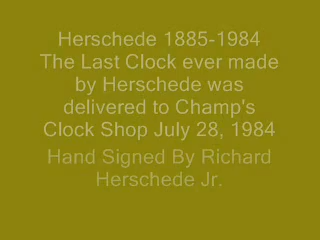 Herschede 1885-1984
The Last Clock ever made
by Herschede was
delivered to Champ's
Clock Shop July 28, 1984
Hand Signed By Richard
Herschede Jr.